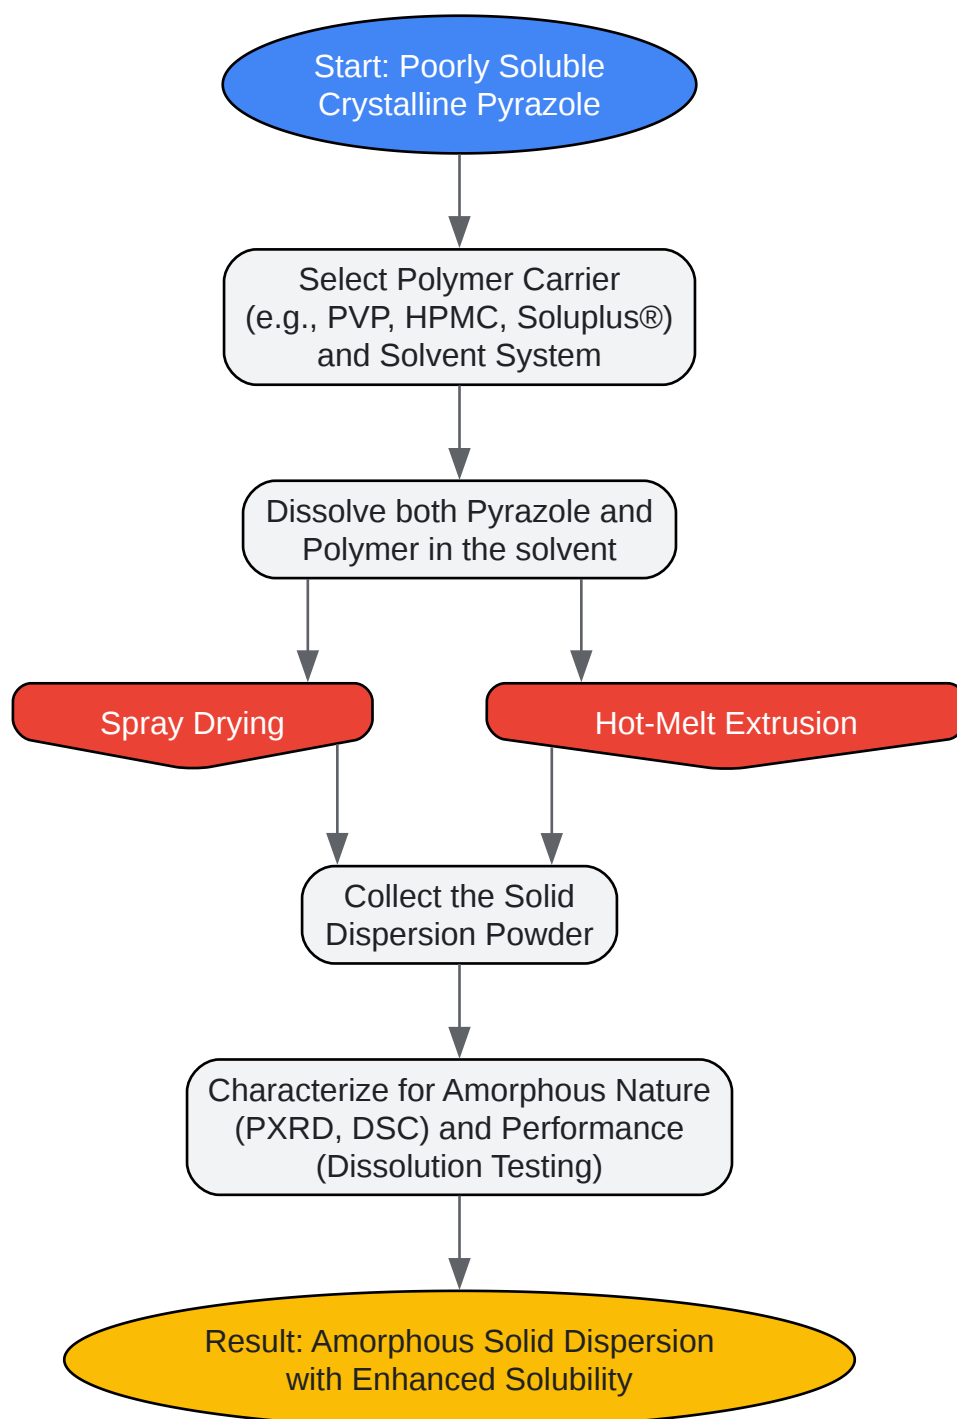 Start: Poorly Soluble
Crystalline Pyrazole
Select Polymer Carrier
(e.g., PVP, HPMC, Soluplus®)
and Solvent System
Dissolve both Pyrazole and
Polymer in the solvent
Spray Drying
Hot-Melt Extrusion
Collect the Solid
Dispersion Powder
Characterize for Amorphous Nature
(PXRD, DSC) and Performance
(Dissolution Testing)
Result: Amorphous Solid Dispersion
with Enhanced Solubility